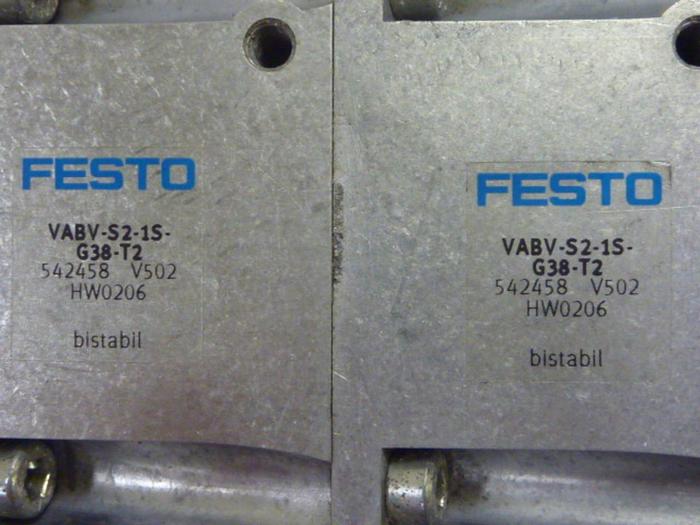 FESTO
VABV-S2-1S-
G38-T2
542458 V502
HW0206
bistabil
FESTO
VABV-S2-1S-
G38-T2
542458 V502
HW0206
bistabil